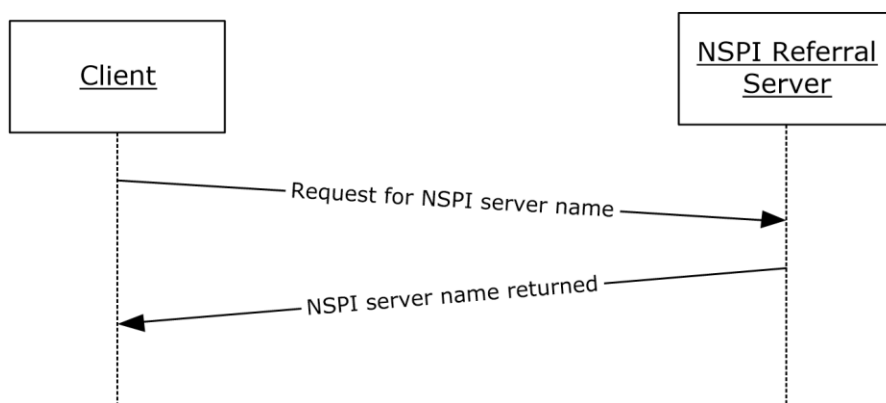 Client
NSPI Referral
Server
Request for NSPI server name
NSPI server name returned